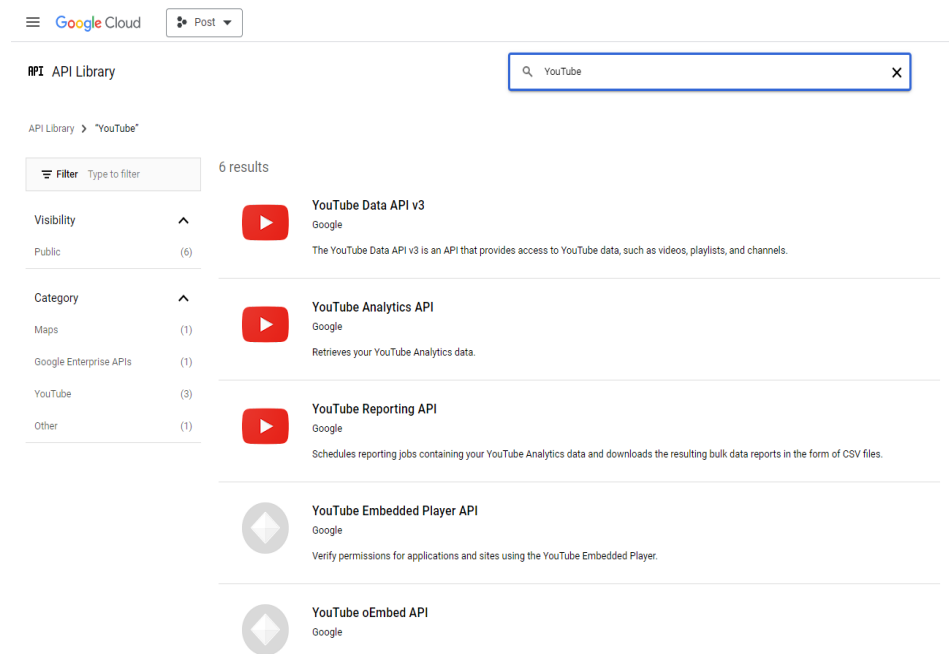 Google Cloud Post
API API Library
YouTube
API Library > "YouTube"
Filter Type to filter
6 results
Visibility
Public (6)
Category
Maps (1)
Google Enterprise APIs (1)
YouTube (3)
Other (1)
YouTube Data API v3
Google
The YouTube Data API v3 is an API that provides access to YouTube data, such as videos, playlists, and channels.
YouTube Analytics API
Google
Retrieves your YouTube Analytics data.
YouTube Reporting API
Google
Schedules reporting jobs containing your YouTube Analytics data and downloads the resulting bulk data reports in the form of CSV files.
YouTube Embedded Player API
Google
Verify permissions for applications and sites using the YouTube Embedded Player.
YouTube oEmbed API
Google